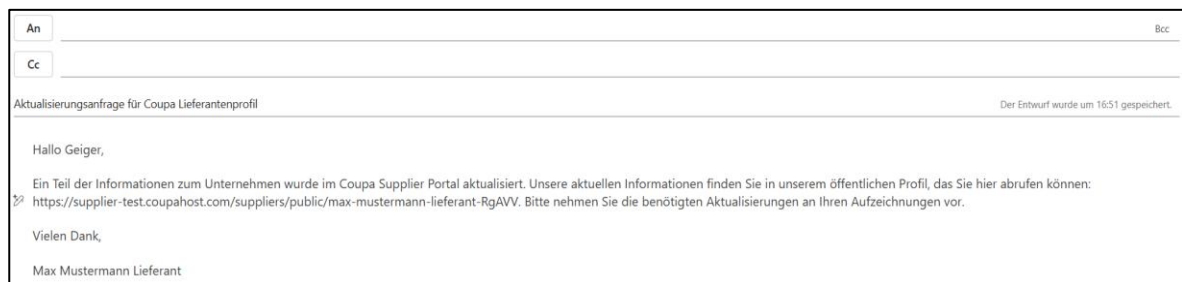 An
Bcc
Cc
Aktualisierungsanfrage für Coupa Lieferantenprofil
Der Entwurf wurde um 16:51 gespeichert.
Hallo Geiger,
Ein Teil der Informationen zum Unternehmen wurde im Coupa Supplier Portal aktualisiert. Unsere aktuellen Informationen finden Sie in unserem öffentlichen Profil, das Sie hier abrufen können:
https://supplier-test.coupahost.com/suppliers/public/max-mustermann-lieferant-RgAVV. Bitte nehmen Sie die benötigten Aktualisierungen an Ihren Aufzeichnungen vor.
Vielen Dank,
Max Mustermann Lieferant